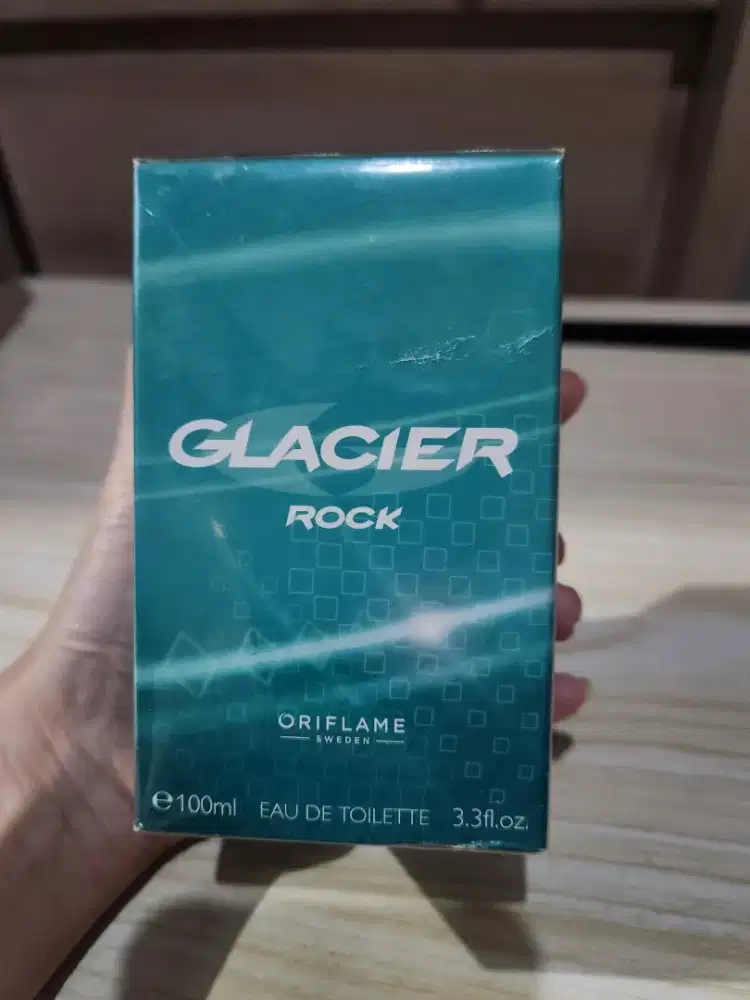 GLACIER
ROCK
ORIFLAME
SWEDEN
℮100ml EAU DE TOILETTE 3.3fl.oz.